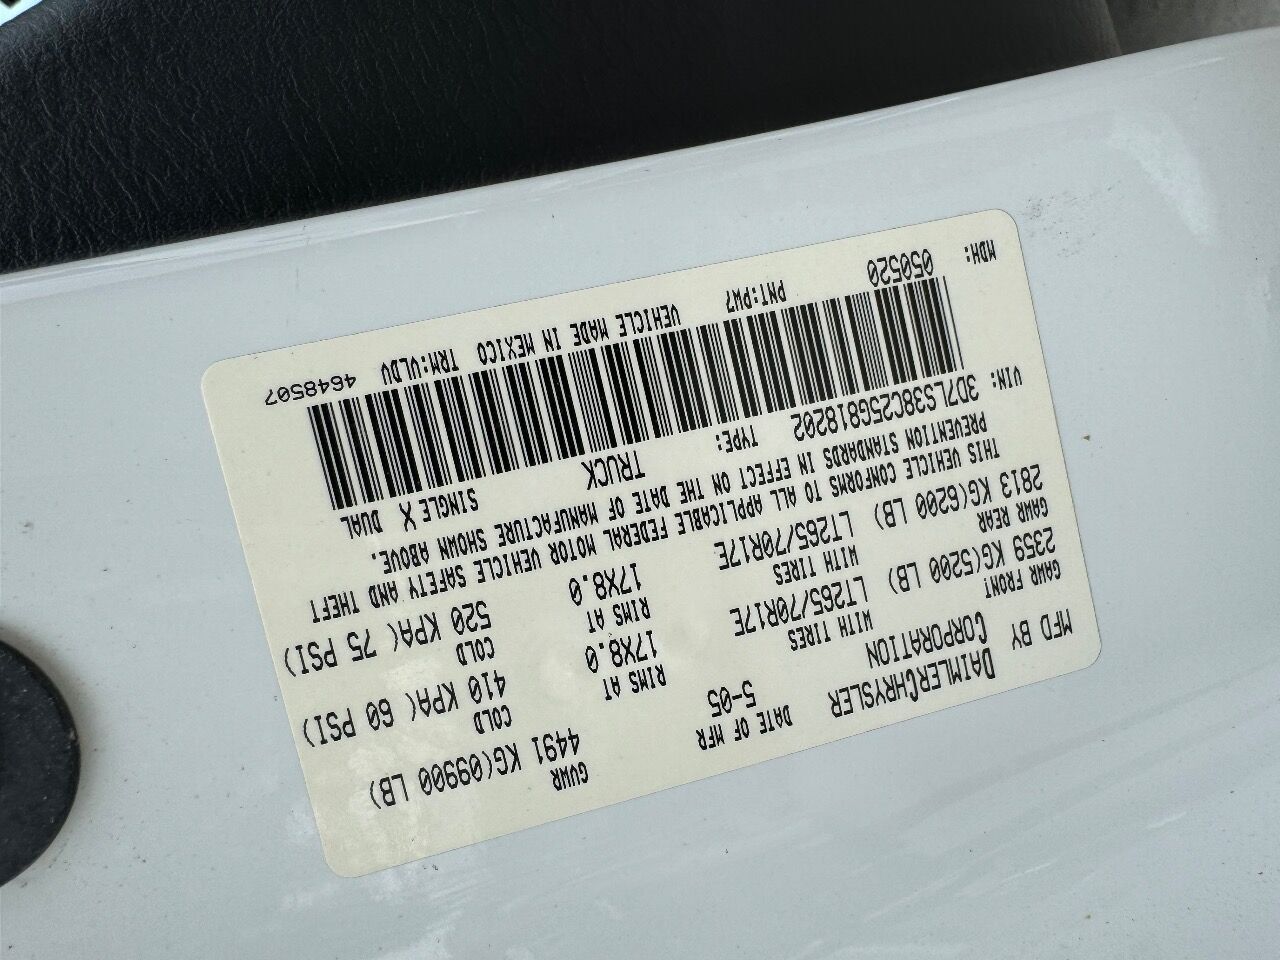 MFD BY DAIMLERCHRYSLER CORPORATION
DATE OF MFR 5-05
GVWR 4491 KG(09900 LB)
GAWR FRONT 2359 KG(5200 LB)
WITH TIRES LT265/70R17E
RIMS AT 17X8.0
COLD 410 KPA( 60 PSI)
GAWR REAR 2813 KG(6200 LB)
WITH TIRES LT265/70R17E
RIMS AT 17X8.0
COLD 520 KPA( 75 PSI)
THIS VEHICLE CONFORMS TO ALL APPLICABLE FEDERAL MOTOR VEHICLE SAFETY AND THEFT
PREVENTION STANDARDS IN EFFECT ON THE DATE OF MANUFACTURE SHOWN ABOVE.
VIN: 3D7LS38C25G818202 TYPE: TRUCK SINGLE X DUAL
MDH: 050520 PNT:PW7 VEHICLE MADE IN MEXICO TRM:VLDV 4648507